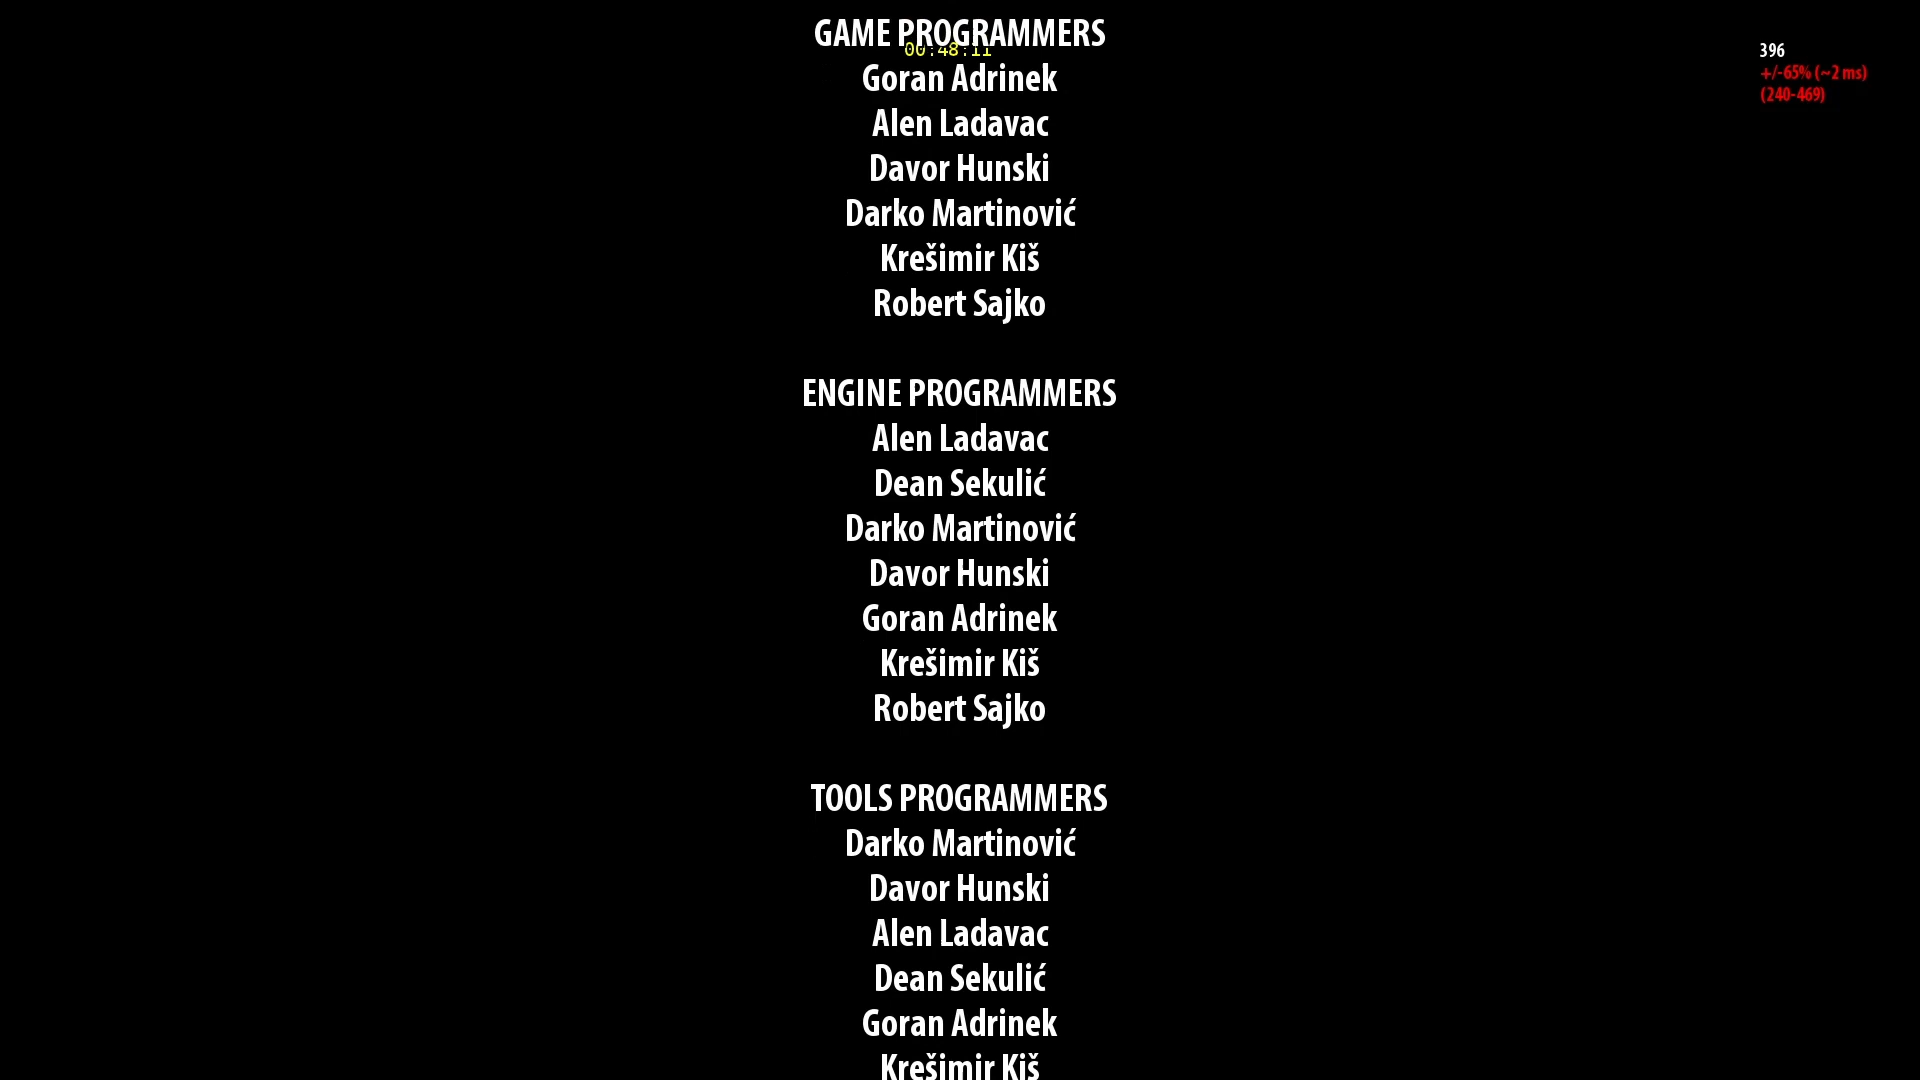 GAME PROGRAMMERS
00:48:11
396
Goran Adrinek
+/-65% (~2 ms)
(240-469)
Alen Ladavac
Davor Hunski
Darko Martinović
Krešimir Kiš
Robert Sajko
ENGINE PROGRAMMERS
Alen Ladavac
Dean Sekulić
Darko Martinović
Davor Hunski
Goran Adrinek
Krešimir Kiš
Robert Sajko
TOOLS PROGRAMMERS
Darko Martinović
Davor Hunski
Alen Ladavac
Dean Sekulić
Goran Adrinek
Krešimir Kiš